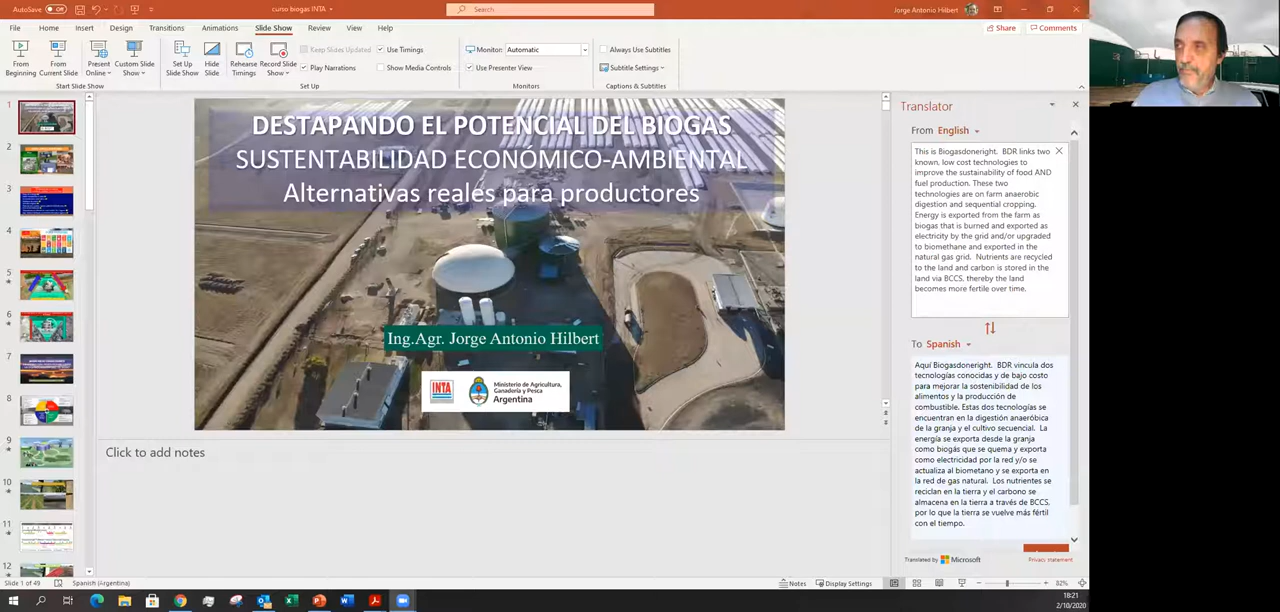 AutoSave Off
curso biogas INTA
Search
Jorge Antonio Hilbert
File Home Insert Design Transitions Animations Slide Show Review View Help
Share Comments
From Beginning
From Current Slide
Present Online
Custom Slide Show
Set Up Slide Show
Hide Slide
Rehearse Timings
Record Slide Show
Keep Slides Updated
Play Narrations
Use Timings
Show Media Controls
Monitor: Automatic
Use Presenter View
Always Use Subtitles
Subtitle Settings
Start Slide Show
Set Up
Monitors
Captions & Subtitles
1
2
3
4
5
6
7
8
9
10
11
12
DESTAPANDO EL POTENCIAL DEL BIOGAS
SUSTENTABILIDAD ECONÓMICO-AMBIENTAL
Alternativas reales para productores
Ing.Agr. Jorge Antonio Hilbert
INTA
Ministerio de Agricultura,
Ganadería y Pesca
Argentina
Click to add notes
Translator
From English
This is Biogasdoneright. BDR links two
known, low cost technologies to
improve the sustainability of food AND
fuel production. These two
technologies are on farm anaerobic
digestion and sequential cropping.
Energy is exported from the farm as
biogas that is burned and exported as
electricity by the grid and/or upgraded
to biomethane and exported in the
natural gas grid. Nutrients are recycled
to the land and carbon is stored in the
land via BCCS, thereby the land
becomes more fertile over time.
To Spanish
Aquí Biogasdoneright. BDR vincula dos
tecnologías conocidas y de bajo costo
para mejorar la sostenibilidad de los
alimentos y la producción de
combustible. Estas dos tecnologías se
encuentran en la digestión anaeróbica
de la granja y el cultivo secuencial. La
energía se exporta desde la granja
como biogás que se quema y exporta
como electricidad por la red y/o se
actualiza al biometano y se exporta en
la red de gas natural. Los nutrientes se
reciclan en la tierra y el carbono se
almacena en la tierra a través de BCCS,
por lo que la tierra se vuelve más fértil
con el tiempo.
Translated by Microsoft
Privacy statement
Slide 1 of 49
Spanish (Argentina)
Notes
Display Settings
82%
18:21
2/10/2020